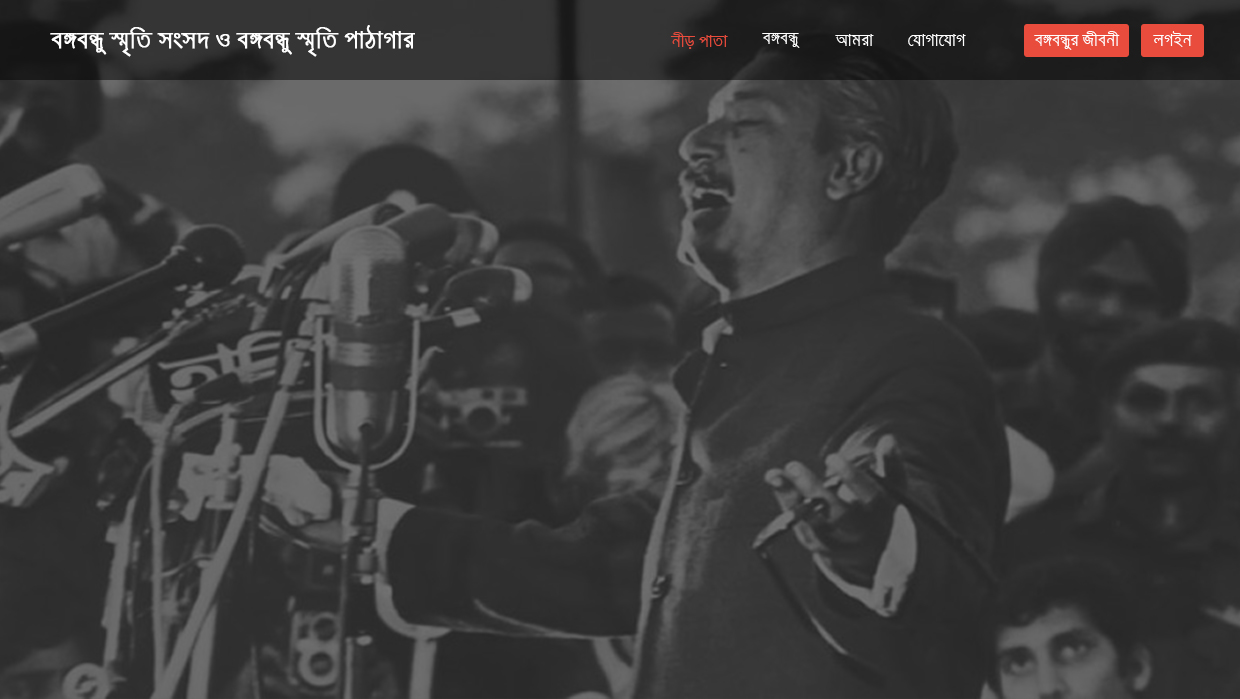 বঙ্গবন্ধু স্মৃতি সংসদ ও বঙ্গবন্ধু স্মৃতি পাঠাগার
নীড় পাতা
বঙ্গবন্ধু
আমরা
যোগাযোগ
বঙ্গবন্ধুর জীবনী
লগইন